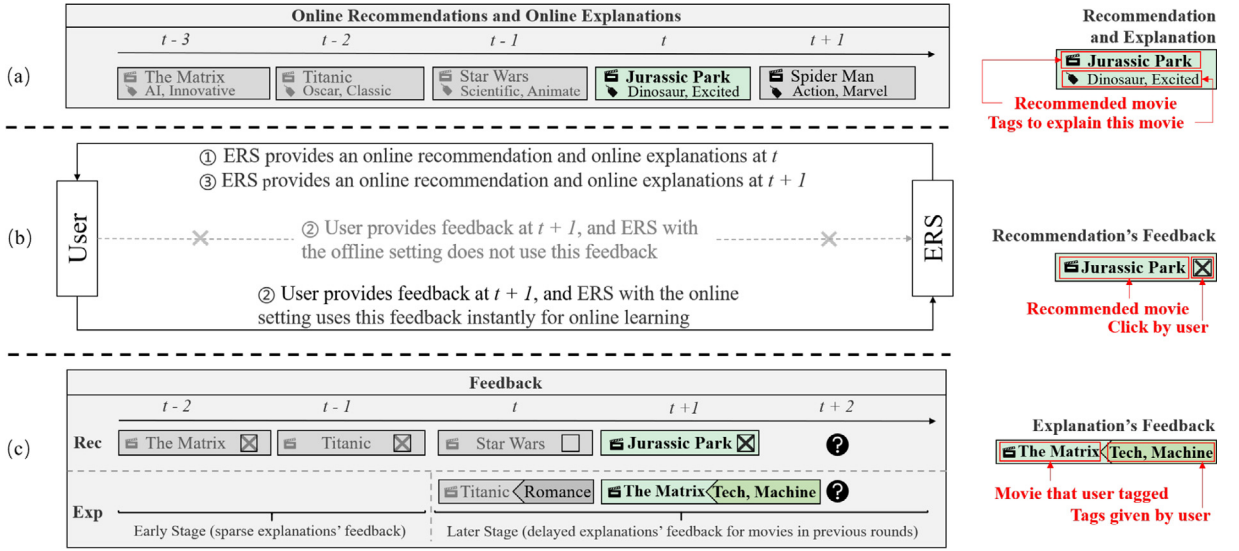 Online Recommendations and Online Explanations
t - 3 t - 2 t - 1 t t + 1
(a)
The Matrix Titanic Star Wars Jurassic Park Spider Man
AI, Innovative Oscar, Classic Scientific, Animate Dinosaur, Excited Action, Marvel
Recommendation
and Explanation
Jurassic Park
Dinosaur, Excited
Recommended movie
Tags to explain this movie
① ERS provides an online recommendation and online explanations at t
③ ERS provides an online recommendation and online explanations at t + 1
(b)
User
② User provides feedback at t + 1, and ERS with
the offline setting does not use this feedback
ERS
② User provides feedback at t + 1, and ERS with the online
setting uses this feedback instantly for online learning
Recommendation's Feedback
Jurassic Park
Recommended movie
Click by user
Feedback
t - 2 t - 1 t t +1 t + 2
(c)
Rec The Matrix Titanic Star Wars Jurassic Park ?
Exp Titanic Romance The Matrix Tech, Machine ?
Early Stage (sparse explanations' feedback) Later Stage (delayed explanations' feedback for movies in previous rounds)
Explanation's Feedback
The Matrix Tech, Machine
Movie that user tagged
Tags given by user